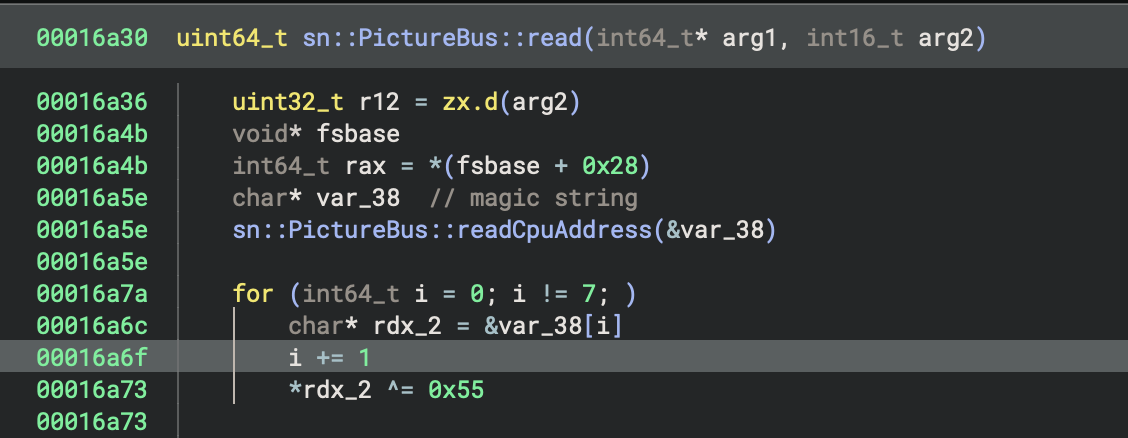 00016a30 uint64_t sn::PictureBus::read(int64_t* arg1, int16_t arg2)
00016a36 uint32_t r12 = zx.d(arg2)
00016a4b void* fsbase
00016a4b int64_t rax = *(fsbase + 0x28)
00016a5e char* var_38 // magic string
00016a5e sn::PictureBus::readCpuAddress(&var_38)
00016a5e
00016a7a for (int64_t i = 0; i != 7; )
00016a6c char* rdx_2 = &var_38[i]
00016a6f i += 1
00016a73 *rdx_2 ^= 0x55
00016a73